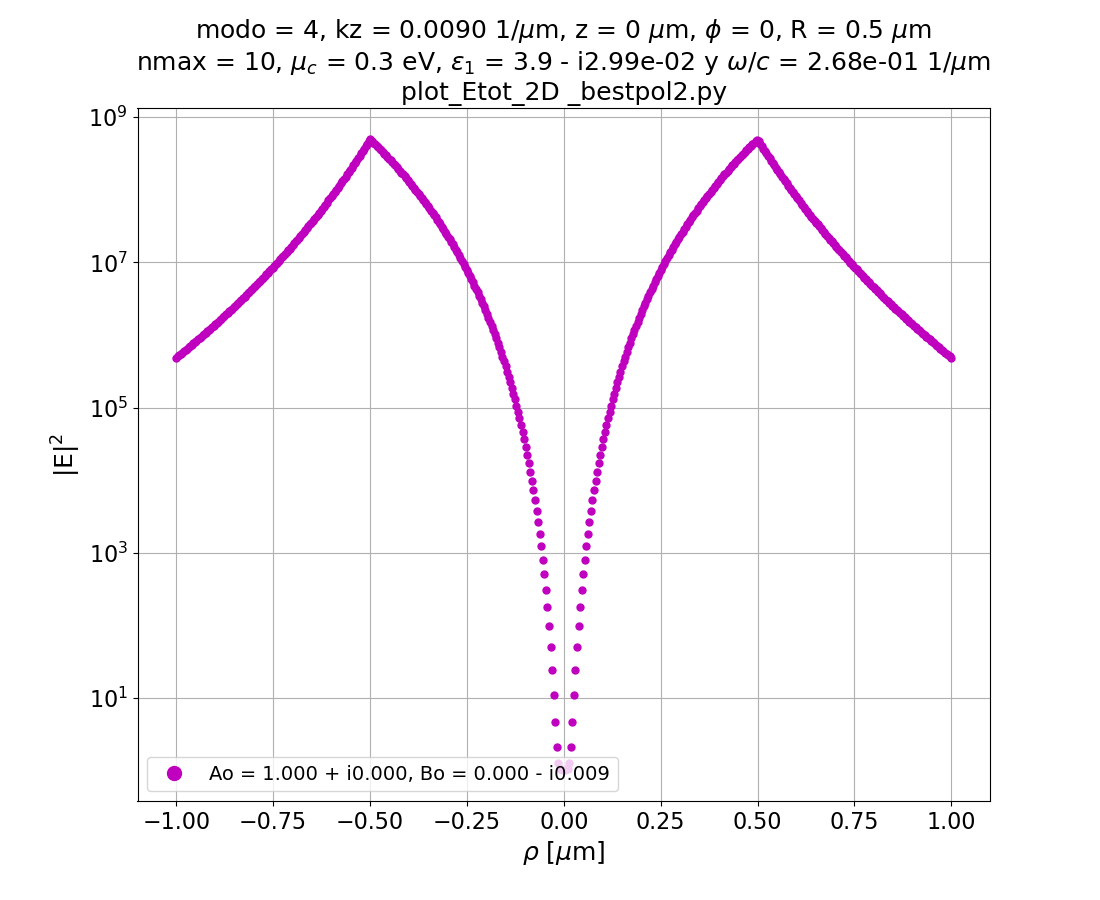 modo = 4, kz = 0.0090 1/μm, z = 0 μm, ϕ = 0, R = 0.5 μm
nmax = 10, μ_c = 0.3 eV, ε₁ = 3.9 - i2.99e-02 y ω/c = 2.68e-01 1/μm
plot_Etot_2D _bestpol2.py
10⁹
10⁷
10⁵
10³
10¹
|E|²
Ao = 1.000 + i0.000, Bo = 0.000 - i0.009
−1.00 −0.75 −0.50 −0.25 0.00 0.25 0.50 0.75 1.00
ρ [μm]